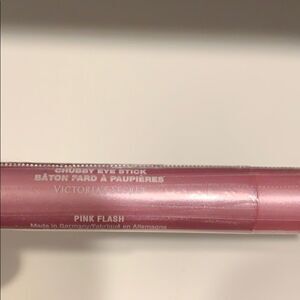 CHUBBY EYE STICK
BÂTON FARD À PAUPIÈRES
VICTORIA'S SECRET
PINK FLASH
Made in Germany/Fabriqué en Allemagne